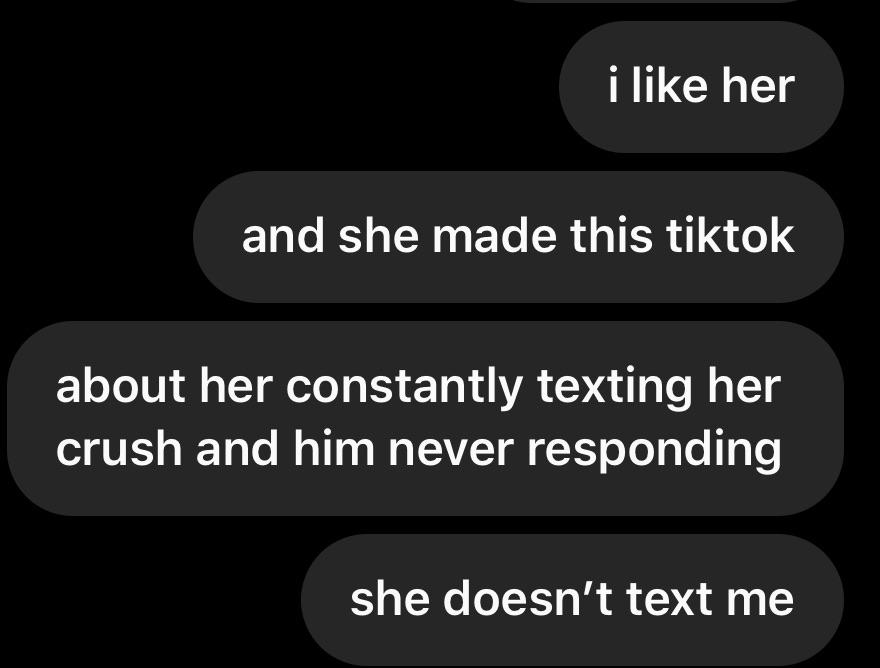 i like her
and she made this tiktok
about her constantly texting her
crush and him never responding
she doesn’t text me